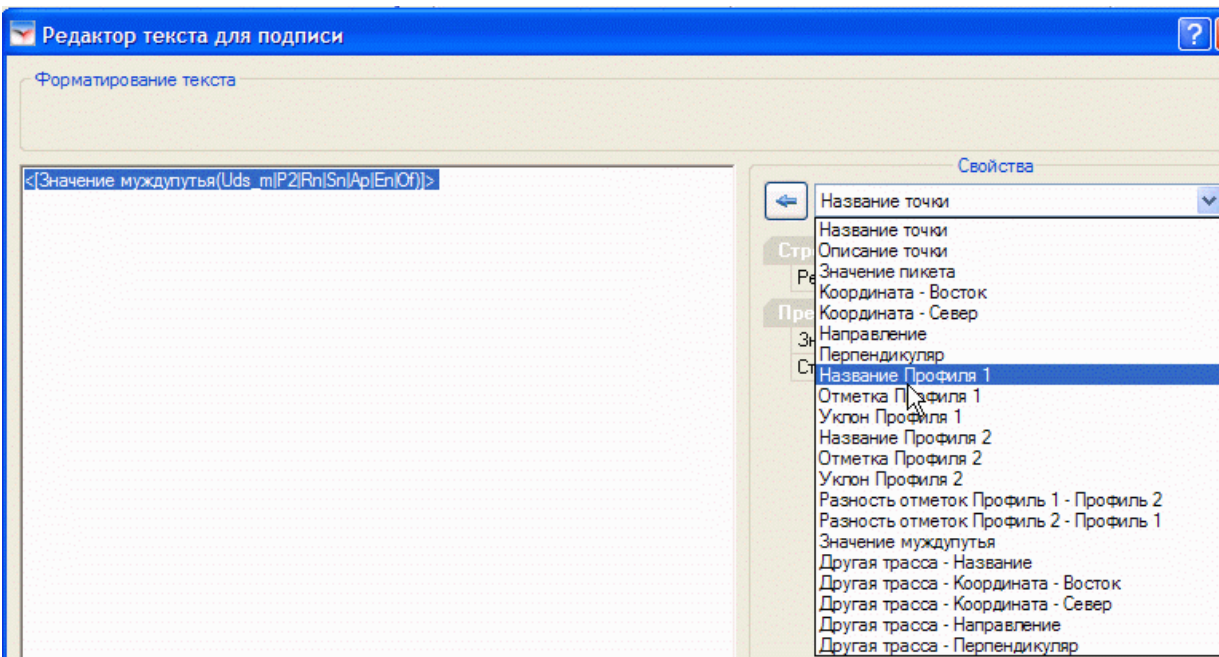 Редактор текста для подписи
?
Форматирование текста
<[Значение муждупутья(Uds_m|P2|Rn|Sn|Ap|En|Of)]>
Свойства
Название точки
Название точки
Описание точки
Значение пикета
Координата - Восток
Координата - Север
Направление
Перпендикуляр
Название Профиля 1
Отметка Профиля 1
Уклон Профиля 1
Название Профиля 2
Отметка Профиля 2
Уклон Профиля 2
Разность отметок Профиль 1 - Профиль 2
Разность отметок Профиль 2 - Профиль 1
Значение муждупутья
Другая трасса - Название
Другая трасса - Координата - Восток
Другая трасса - Координата - Север
Другая трасса - Направление
Другая трасса - Перпендикуляр